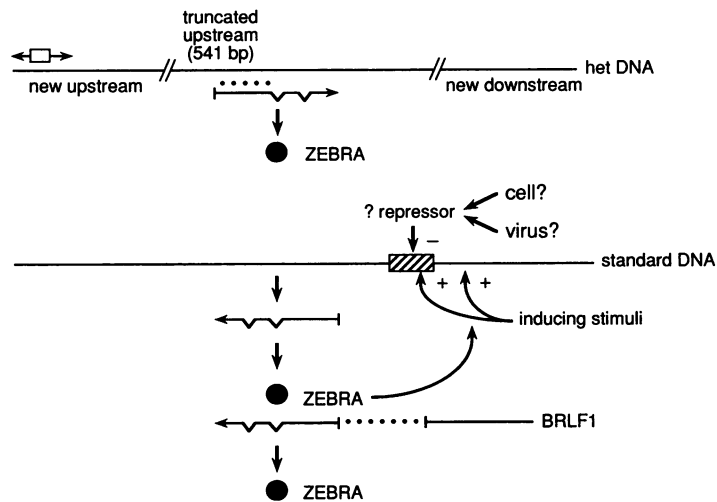 truncated
upstream
(541 bp)
het DNA
new upstream
new downstream
ZEBRA
cell?
? repressor
virus?
–
standard DNA
+ +
inducing stimuli
ZEBRA
BRLF1
ZEBRA